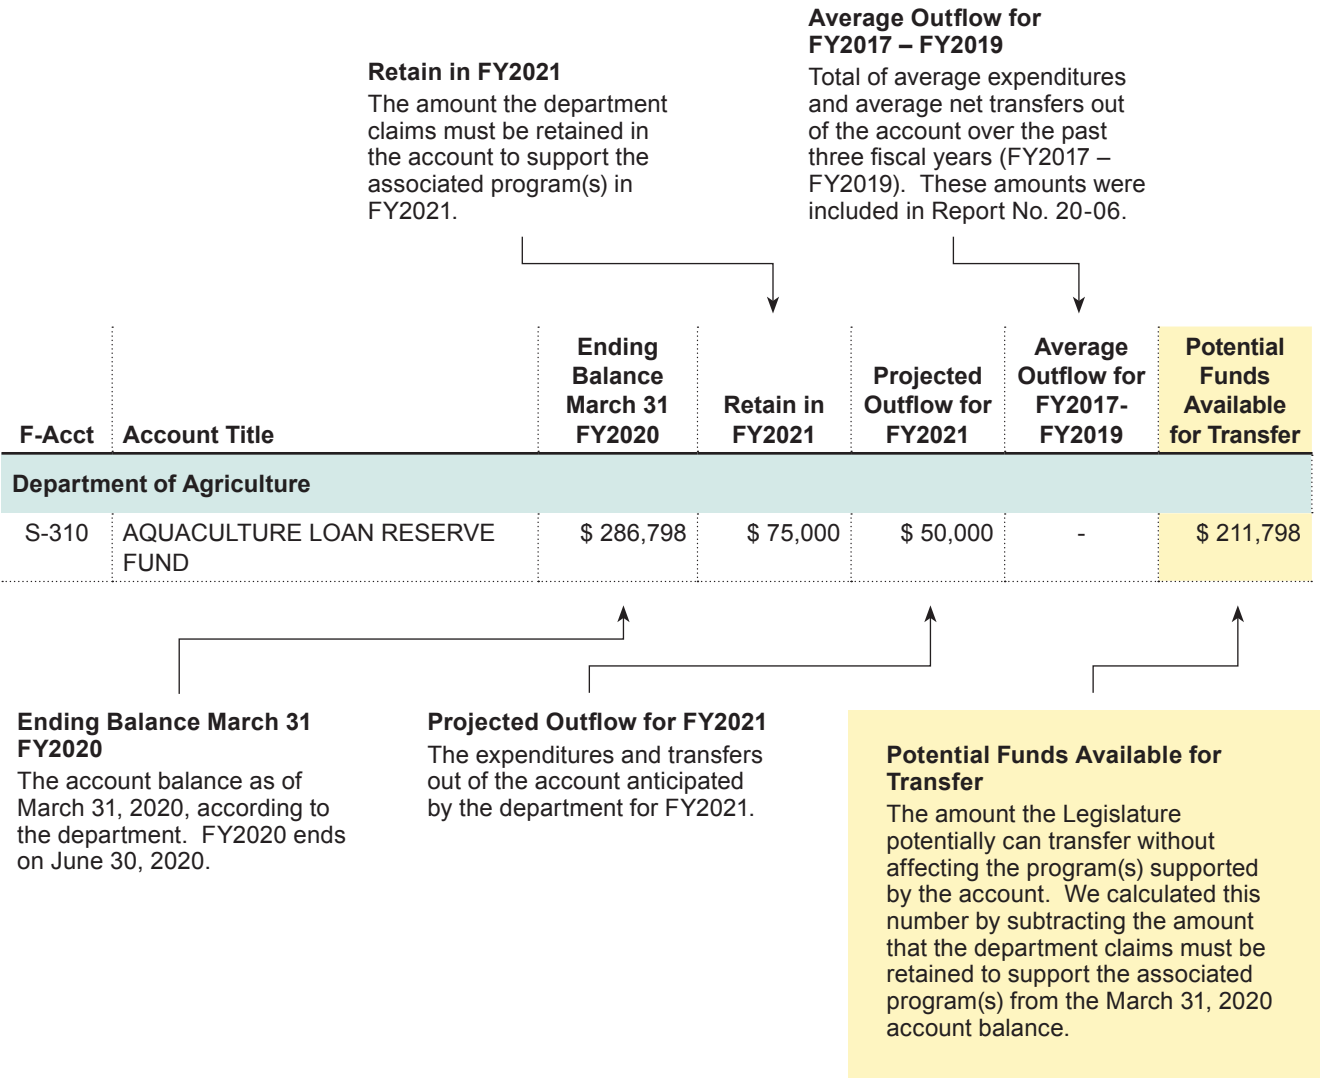 Average Outflow for
FY2017 – FY2019
Total of average expenditures
and average net transfers out
of the account over the past
three fiscal years (FY2017 –
FY2019).  These amounts were
included in Report No. 20-06.
Retain in FY2021
The amount the department
claims must be retained in
the account to support the
associated program(s) in
FY2021.
F-Acct
Account Title
Ending
Balance
March 31
FY2020
Retain in
FY2021
Projected
Outflow for
FY2021
Average
Outflow for
FY2017-
FY2019
Potential
Funds
Available
for Transfer
Department of Agriculture
S-310 AQUACULTURE LOAN RESERVE $ 286,798 $ 75,000 $ 50,000 - $ 211,798
FUND
Ending Balance March 31
FY2020
The account balance as of
March 31, 2020, according to
the department.  FY2020 ends
on June 30, 2020.
Projected Outflow for FY2021
The expenditures and transfers
out of the account anticipated
by the department for FY2021.
Potential Funds Available for
Transfer
The amount the Legislature
potentially can transfer without
affecting the program(s) supported
by the account.  We calculated this
number by subtracting the amount
that the department claims must be
retained to support the associated
program(s) from the March 31, 2020
account balance.